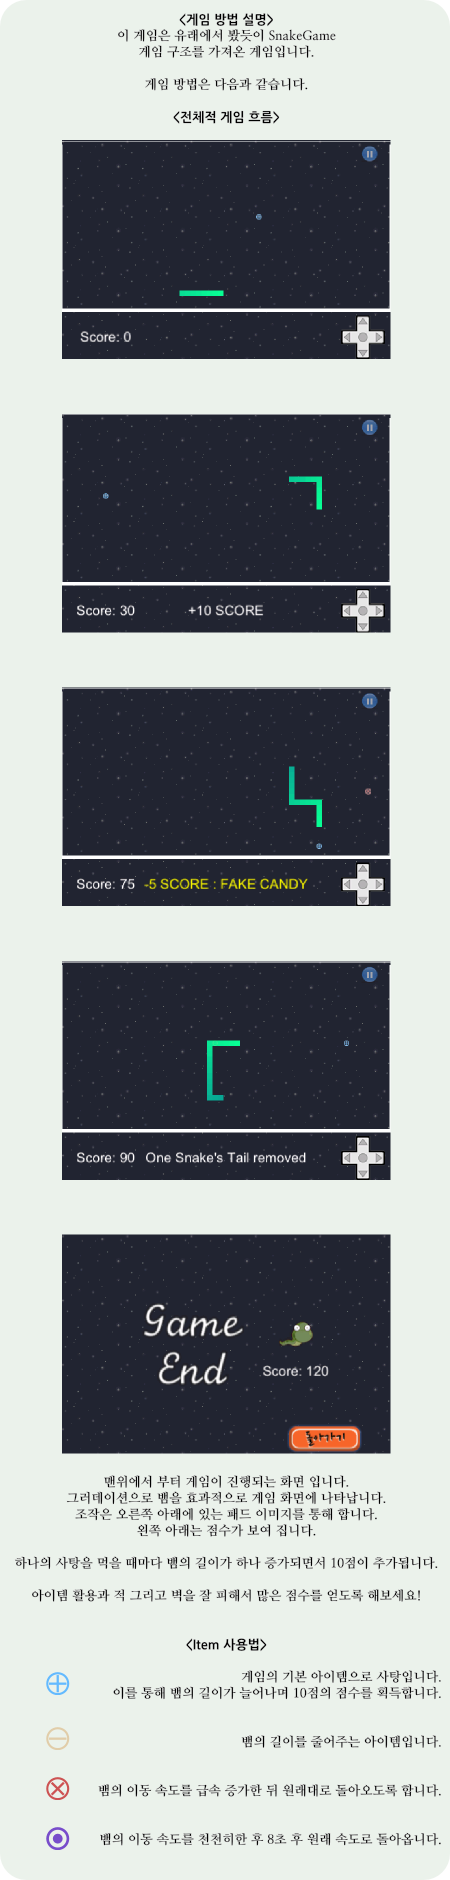 <게임 방법 설명>
이 게임은 유래에서 봤듯이 SnakeGame
게임 구조를 가져온 게임입니다.
게임 방법은 다음과 같습니다.
<전체적 게임 흐름>
Score: 0
Score: 30 +10 SCORE
Score: 75 -5 SCORE : FAKE CANDY
Score: 90 One Snake's Tail removed
Game
End
Score: 120
돌아가기
맨위에서 부터 게임이 진행되는 화면 입니다.
그러데이션으로 뱀을 효과적으로 게임 화면에 나타납니다.
조작은 오른쪽 아래에 있는 패드 이미지를 통해 합니다.
왼쪽 아래는 점수가 보여 집니다.
하나의 사탕을 먹을 때마다 뱀의 길이가 하나 증가되면서 10점이 추가됩니다.
아이템 활용과 적 그리고 벽을 잘 피해서 많은 점수를 얻도록 해보세요!
<Item 사용법>
게임의 기본 아이템으로 사탕입니다.
이를 통해 뱀의 길이가 늘어나며 10점의 점수를 획득합니다.
뱀의 길이를 줄어주는 아이템입니다.
뱀의 이동 속도를 급속 증가한 뒤 원래대로 돌아오도록 합니다.
뱀의 이동 속도를 천천히한 후 8초 후 원래 속도로 돌아옵니다.